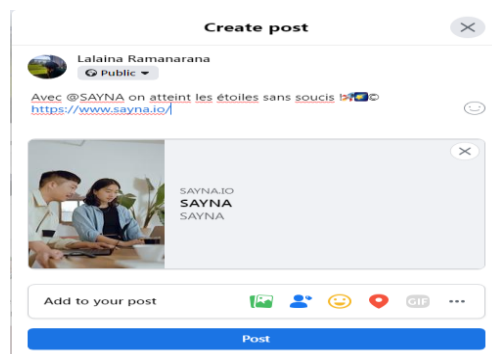 Create post
Lalaina Ramanarana
Public
Avec @SAYNA on atteint les étoiles sans soucis
https://www.sayna.io/
SAYNA.IO
SAYNA
SAYNA
Add to your post
GIF
Post